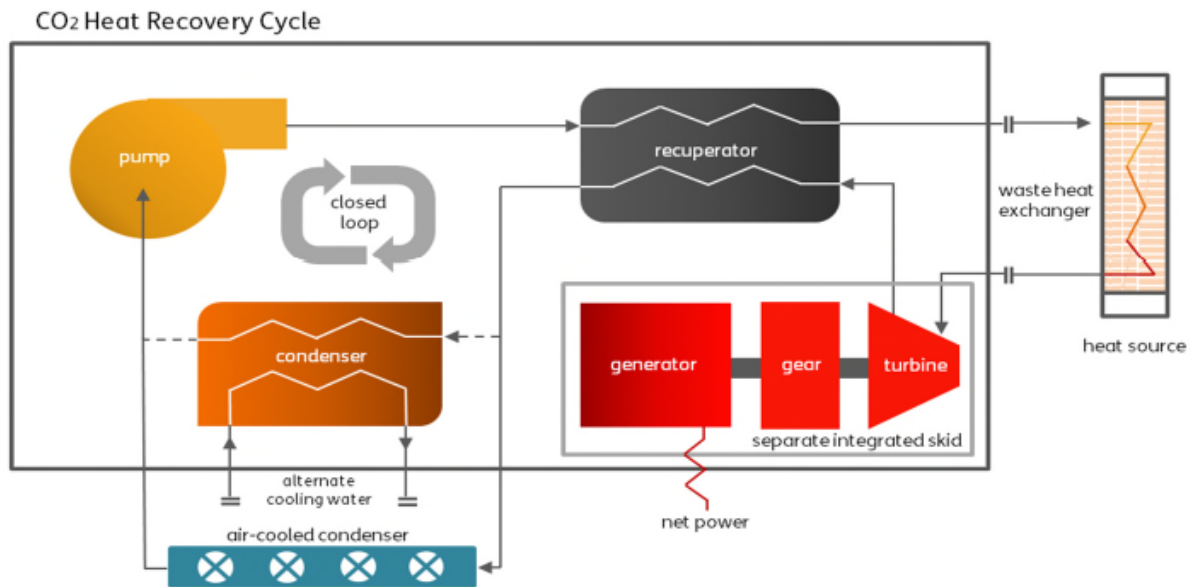 CO2 Heat Recovery Cycle
pump
closed
loop
recuperator
waste heat
exchanger
heat source
condenser
generator
gear
turbine
separate integrated skid
alternate
cooling water
net power
air-cooled condenser